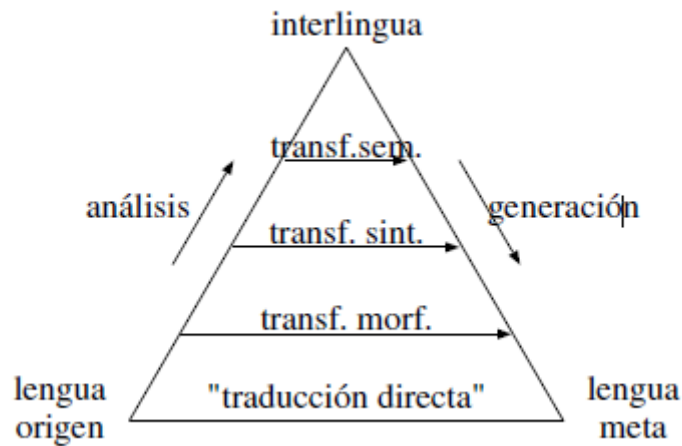 interlingua
transf.sem.
análisis
generación
transf. sint.
transf. morf.
lengua
origen
"traducción directa"
lengua
meta